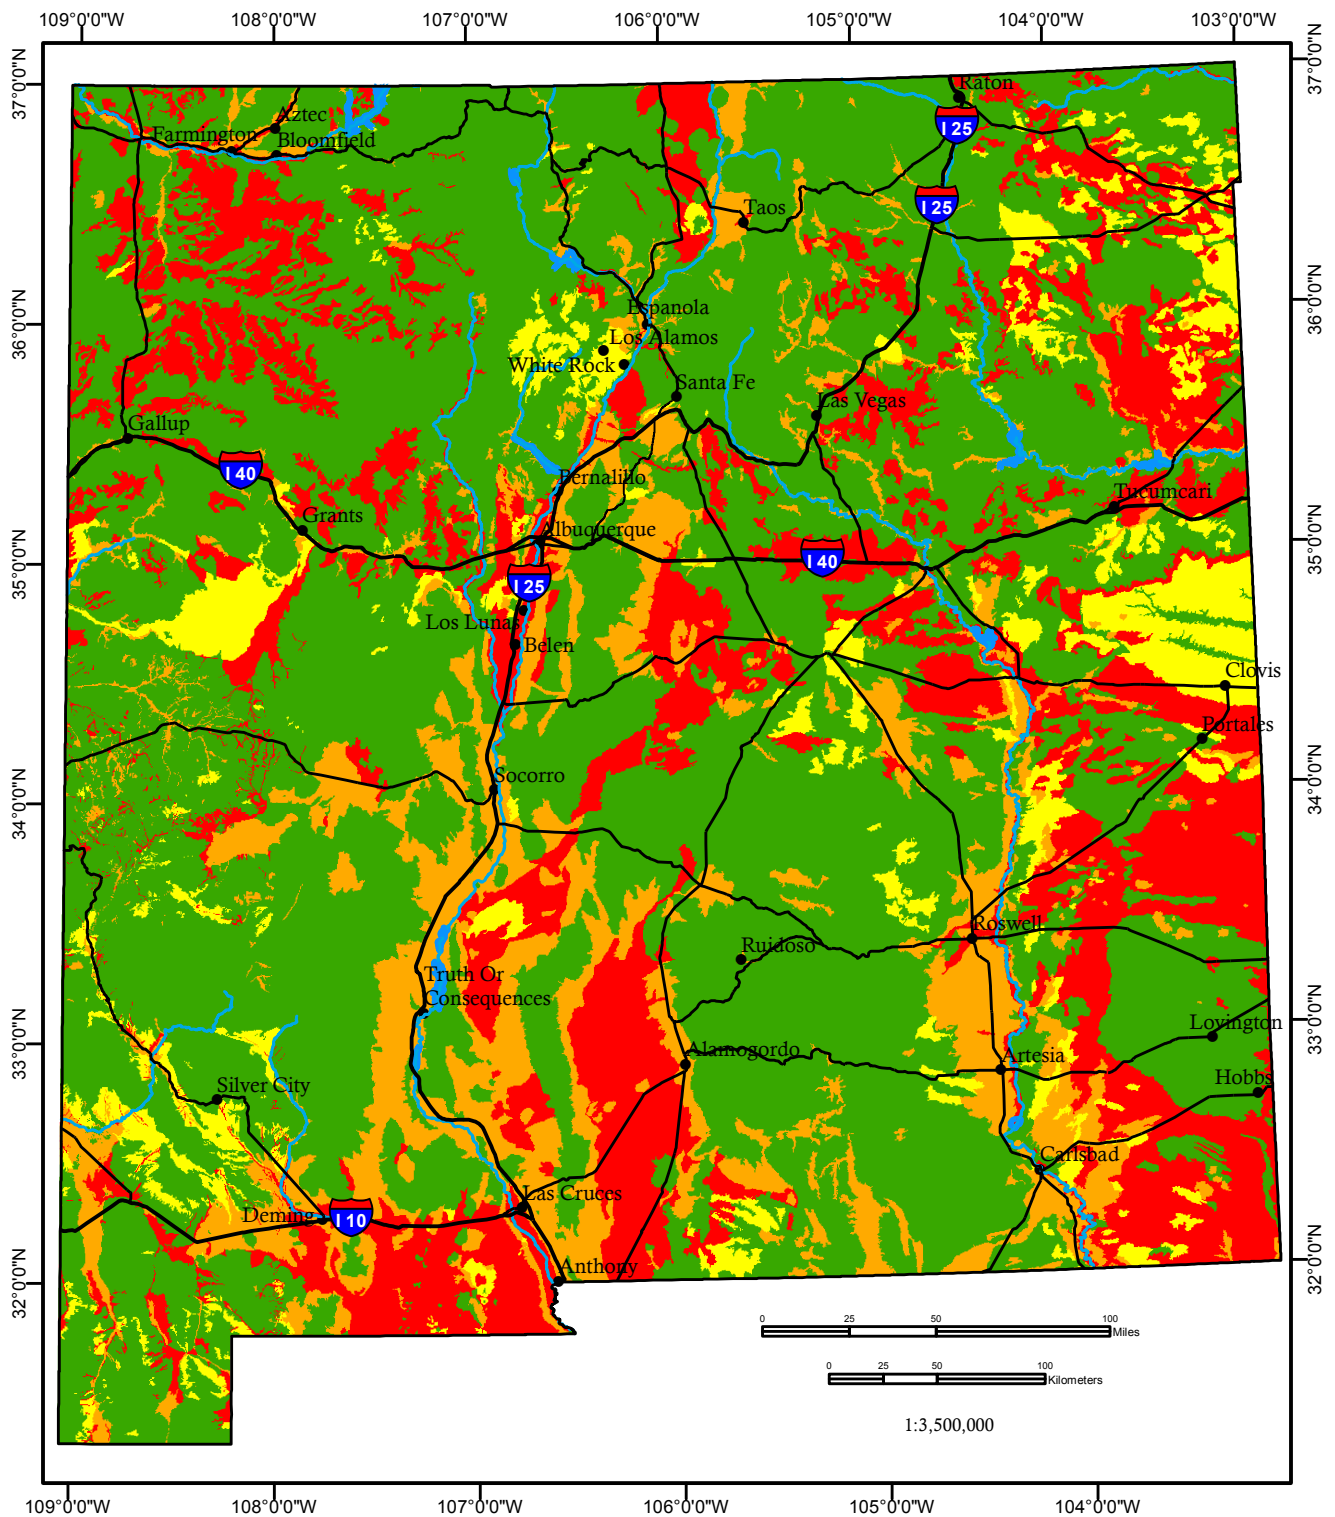 109°0'0"W 108°0'0"W 107°0'0"W 106°0'0"W 105°0'0"W 104°0'0"W 103°0'0"W
37°0'0"N
37°0'0"N
Raton
Aztec
Farmington
Bloomfield
I 25
I 25
Taos
36°0'0"N
36°0'0"N
Espanola
Los Alamos
White Rock
Santa Fe
Las Vegas
Gallup
I 40
Bernalillo
Tucumcari
Grants
Albuquerque
35°0'0"N
35°0'0"N
I 40
I 25
Los Lunas
Belen
Clovis
Portales
Socorro
34°0'0"N
34°0'0"N
Roswell
Ruidoso
Truth Or
Consequences
33°0'0"N
33°0'0"N
Lovington
Alamogordo
Artesia
Silver City
Hobbs
Carlsbad
Las Cruces
Deming
I 10
Anthony
32°0'0"N
32°0'0"N
0 25 50 100
Miles
0 25 50 100
Kilometers
1:3,500,000
109°0'0"W 108°0'0"W 107°0'0"W 106°0'0"W 105°0'0"W 104°0'0"W